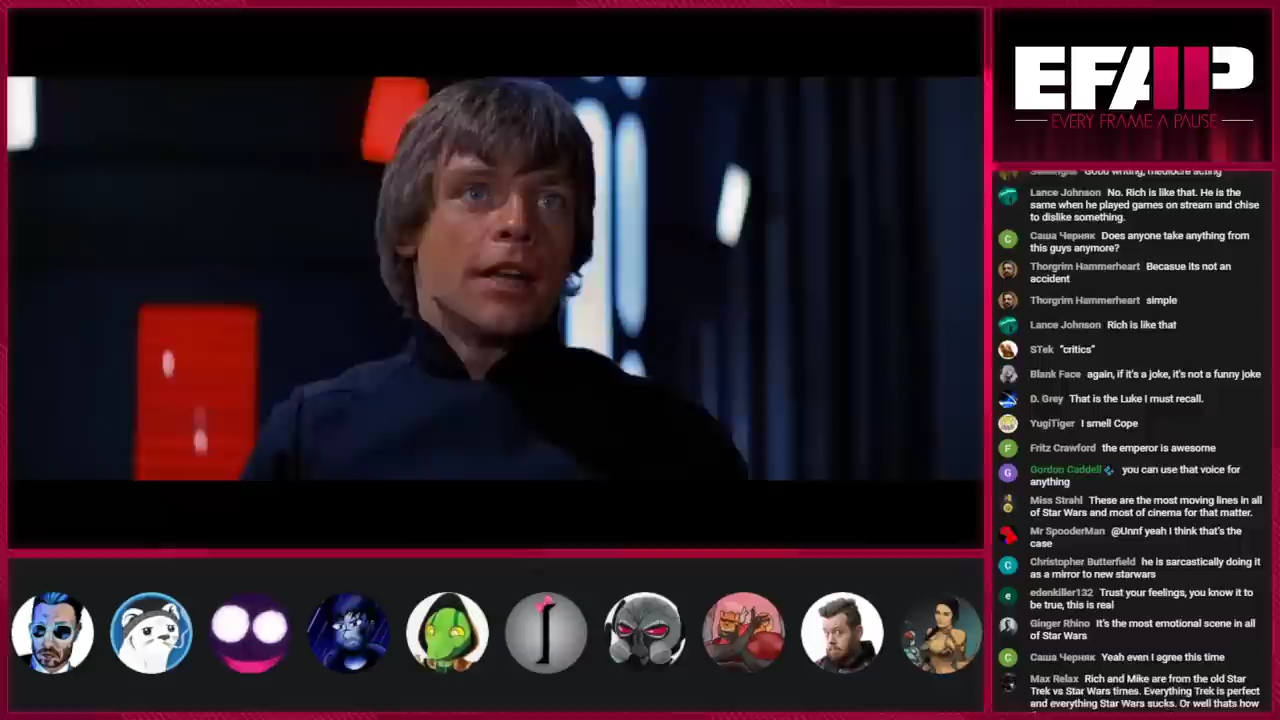 EFAP
EVERY FRAME A PAUSE
Good writing, mediocre acting
Lance Johnson No. Rich is like that. He is the
same when he played games on stream and chise
to dislike something.
C
Саша Черняк Does anyone take anything from
this guys anymore?
Thorgrim Hammerheart Becasue its not an
accident
Thorgrim Hammerheart simple
Lance Johnson Rich is like that
STek "critics"
Blank Face again, if it's a joke, it's not a funny joke
D. Grey That is the Luke I must recall.
YugiTiger I smell Cope
F
Fritz Crawford the emperor is awesome
G
Gordon Caddell you can use that voice for
anything
Miss Strahl These are the most moving lines in all
of Star Wars and most of cinema for that matter.
Mr SpooderMan @Unnf yeah I think that's the
case
C
Christopher Butterfield he is sarcastically doing it
as a mirror to new starwars
e
edenkiller132 Trust your feelings, you know it to
be true, this is real
Ginger Rhino It's the most emotional scene in all
of Star Wars
C
Саша Черняк Yeah even I agree this time
Max Relax Rich and Mike are from the old Star
Trek vs Star Wars times. Everything Trek is perfect
and everything Star Wars sucks. Or well thats how